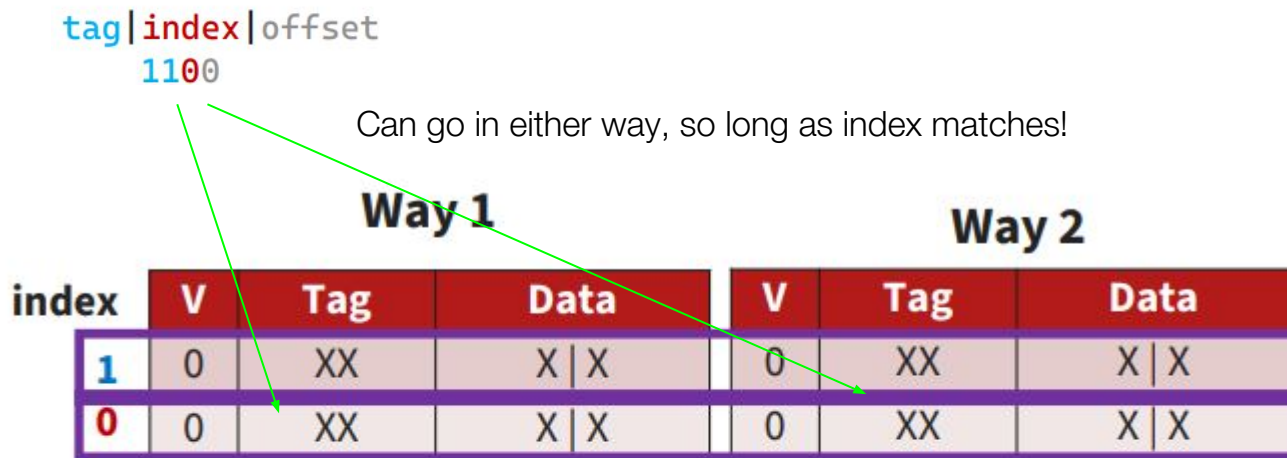 tag|index|offset
1100
Can go in either way, so long as index matches!
Way 1 Way 2
index V Tag Data V Tag Data
1 0 XX X | X 0 XX X | X
0 0 XX X | X 0 XX X | X